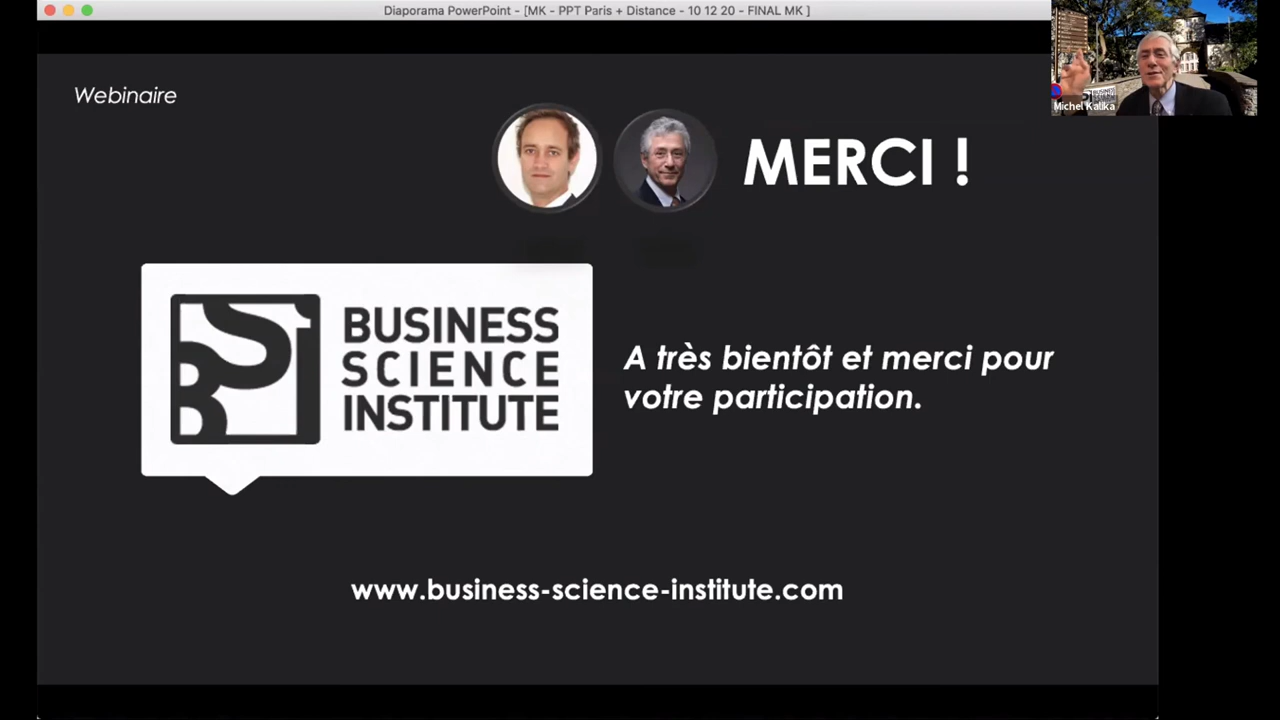 Diaporama PowerPoint - [MK - PPT Paris + Distance - 10 12 20 - FINAL MK ]
Michel Kalika
Webinaire
MERCI !
BSi
BUSINESS
SCIENCE
INSTITUTE
A très bientôt et merci pour
votre participation.
www.business-science-institute.com